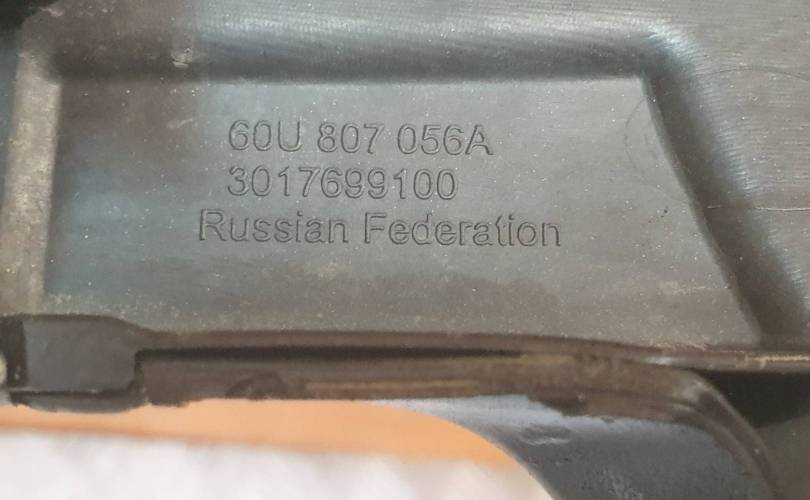 60U 807 056A
3017699100
Russian Federation